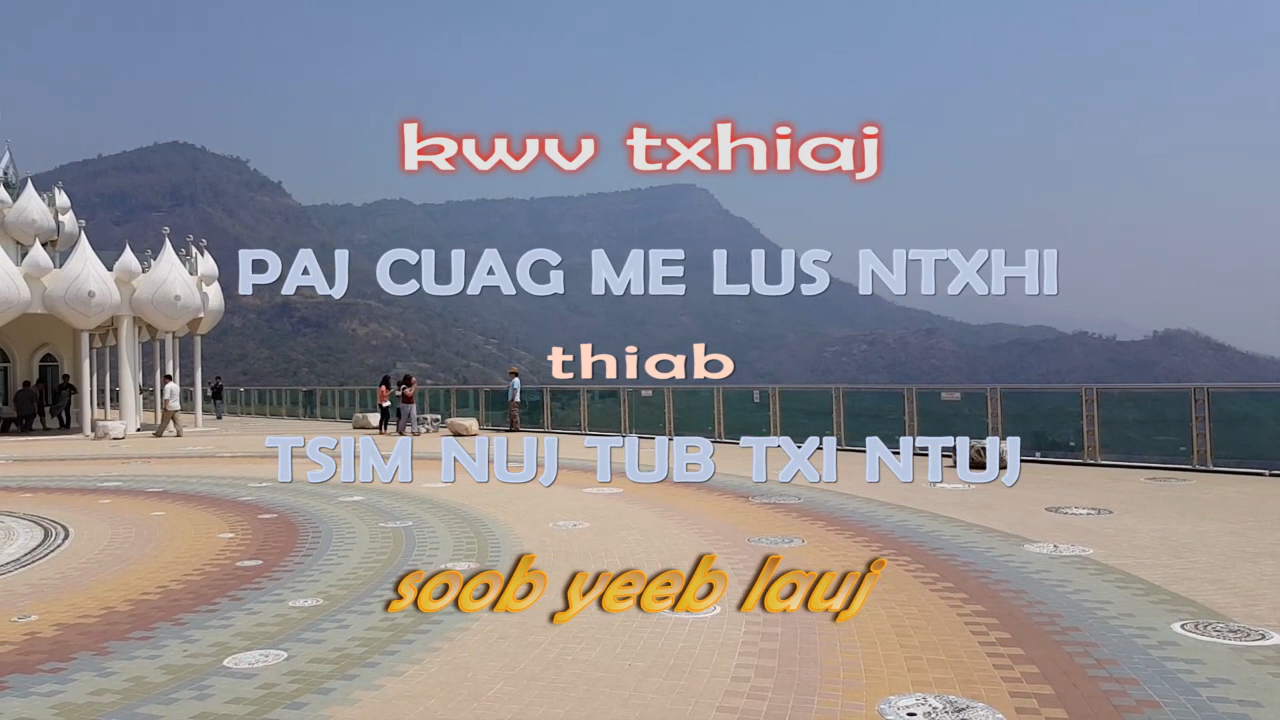 kwv txhiaj
PAJ CUAG ME LUS NTXHI
thiab
TSIM NUJ TUB TXI NTUJ
soob yeeb lauj